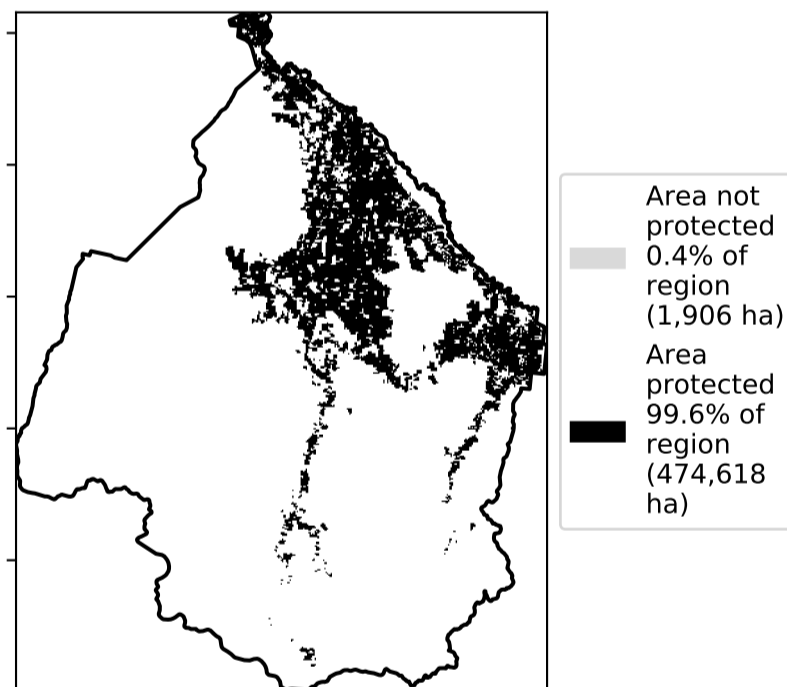 Area not
protected
0.4% of
region
(1,906 ha)
Area
protected
99.6% of
region
(474,618
ha)